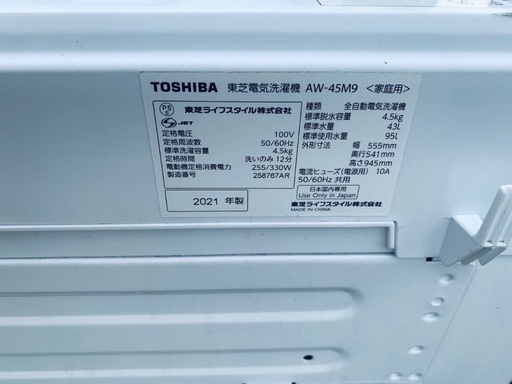 TOSHIBA 東芝電気洗濯機 AW-45M9 <家庭用>
PS E
JET
東芝ライフスタイル株式会社
定格電圧 100V
定格周波数 50/60Hz
定格容量 4.5kg
定格時間 洗いのみ 12分
電動機定格消費電力 255/330W
製造番号 258767AR
2021 年製
種類 全自動電気洗濯機
標準脱水容量 4.5kg
標準水量 43L
標準使用水量 95L
外形寸法 幅 555mm
奥行541mm
高さ945mm
電流ヒューズ(電源用) 10A
50/60Hz 共用
日本国内専用
Use Only in Japan
東芝ライフスタイル株式会社
MADE IN CHINA